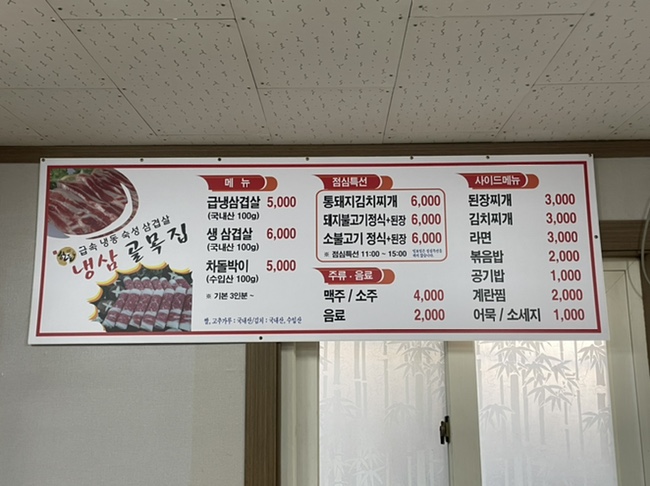 급속 냉동 숙성 삼겹살
냉삼 골목집
메 뉴
급냉삼겹살 5,000
(국내산 100g)
생 삼겹살 6,000
(국내산 100g)
차돌박이 5,000
(수입산 100g)
※ 기본 3인분 ~
쌀, 고추가루 : 국내산/김치 : 국내산, 수입산
점심특선
통돼지김치찌개 6,000
돼지불고기 정식+된장 6,000
소불고기 정식+된장 6,000
※ 점심특선 11:00 ~ 15:00
주류 · 음료
맥주 / 소주 4,000
음료 2,000
사이드메뉴
된장찌개 3,000
김치찌개 3,000
라면 3,000
볶음밥 2,000
공기밥 1,000
계란찜 2,000
어묵 / 소세지 1,000